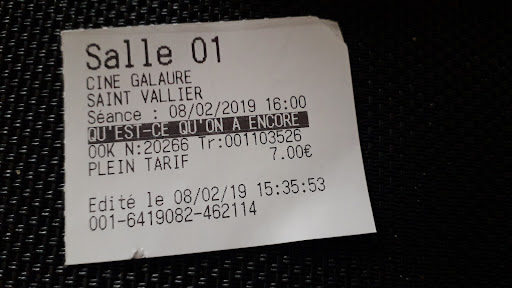 Salle 01
CINE GALAURE
SAINT VALLIER
Séance : 08/02/2019 16:00
QU'EST-CE QU'ON A ENCORE
00K N:20266 Tr:001103526
PLEIN TARIF 7.00€
Edité le 08/02/19 15:35:53
001-6419082-462114